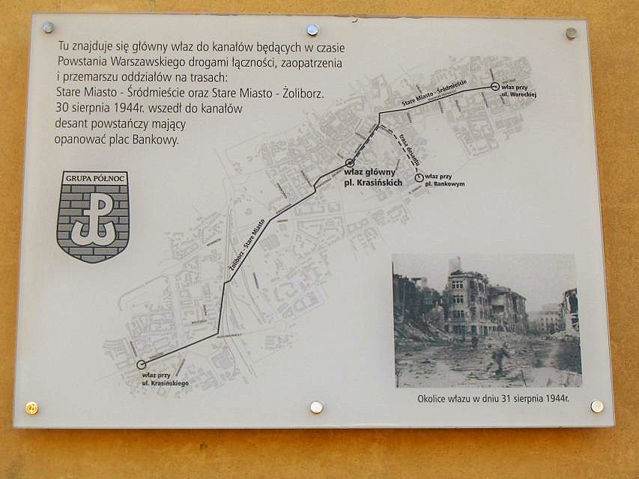 Tu znajduje się główny właz do kanałów będących w czasie
Powstania Warszawskiego drogami łączności, zaopatrzenia
i przemarszu oddziałów na trasach:
Stare Miasto - Śródmieście oraz Stare Miasto - Żoliborz.
30 sierpnia 1944r. wszedł do kanałów
desant powstańczy mający
opanować plac Bankowy.
GRUPA PÓŁNOC
Stare Miasto - Śródmieście
właz przy
ul. Wareckiej
trasa desantu
właz główny
pl. Krasińskich
właz przy
pl. Bankowym
Żoliborz - Stare Miasto
właz przy
ul. Krasińskiego
Okolice włazu w dniu 31 sierpnia 1944r.